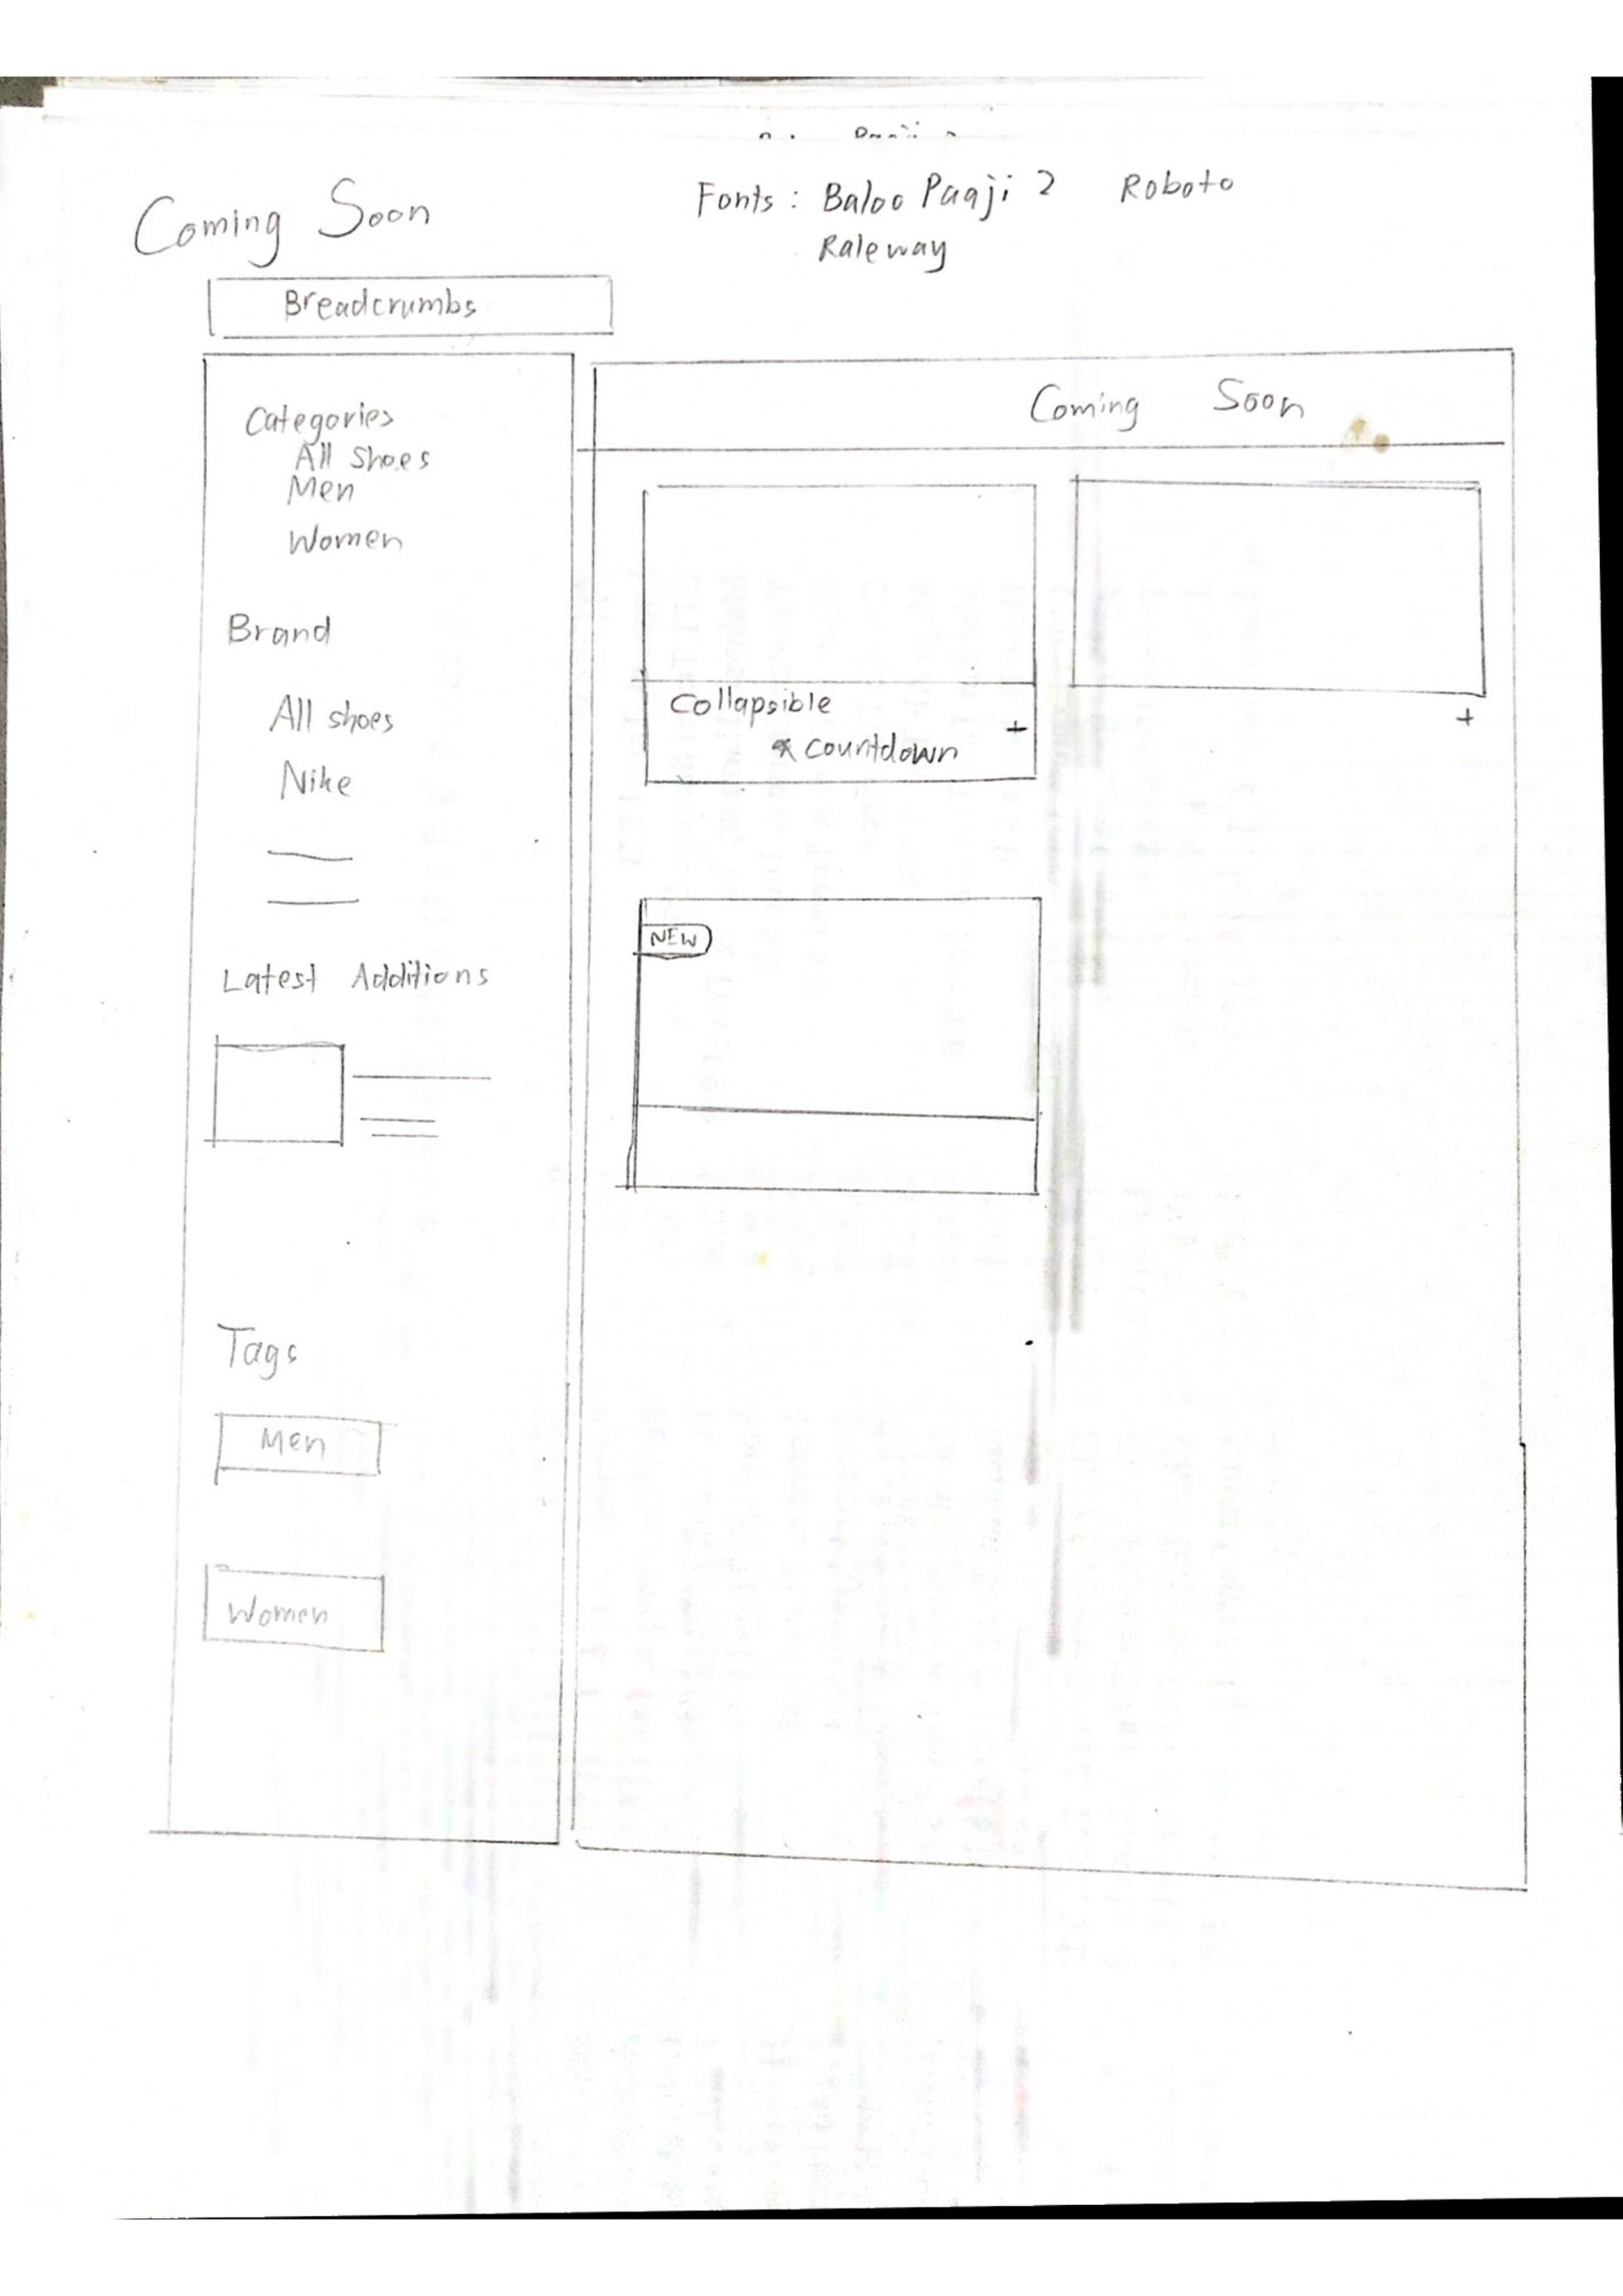 Coming Soon
Fonts : Baloo Paaji 2 Roboto
Raleway
Breadcrumbs
Categories
All Shoes
Men
Women
Brand
All shoes
Nike
Latest Additions
Tags
Men
Women
Coming Soon
Collapsible
+
countdown
+
NEW